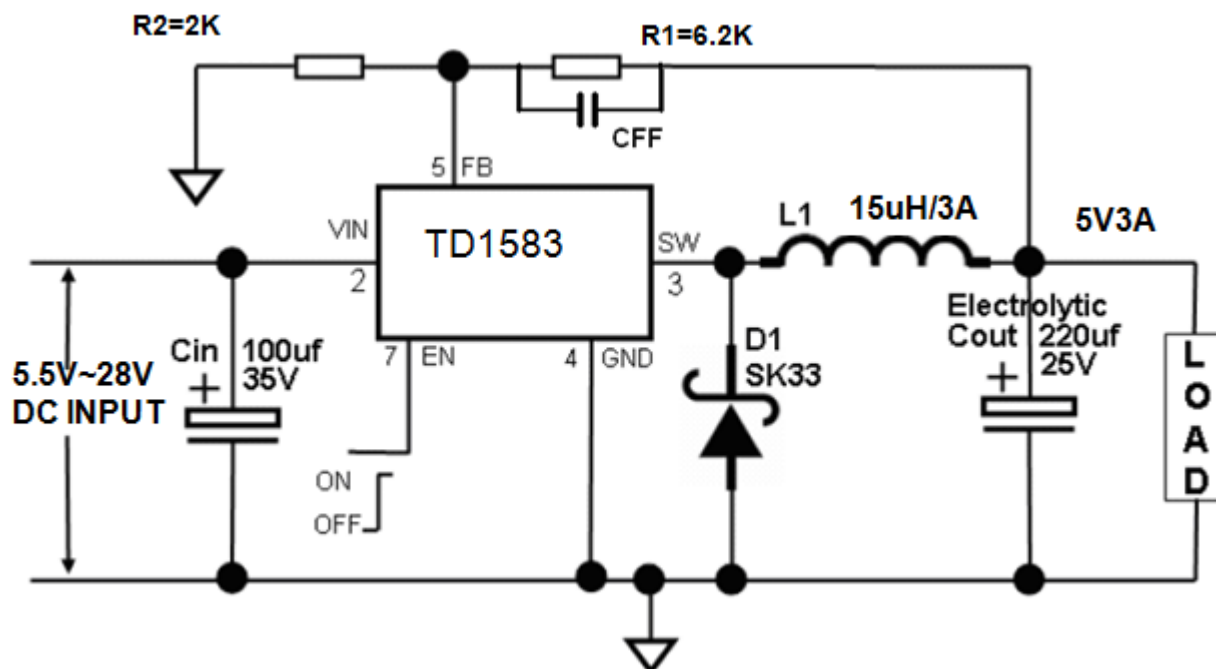 R2=2K
R1=6.2K
CFF
5 FB
VIN
TD1583
SW
2
3
L1
15uH/3A
5V3A
7 EN
4 GND
Cin 100uf
35V
5.5V~28V
DC INPUT
D1
SK33
Electrolytic
Cout 220uf
25V
LOAD
ON
OFF